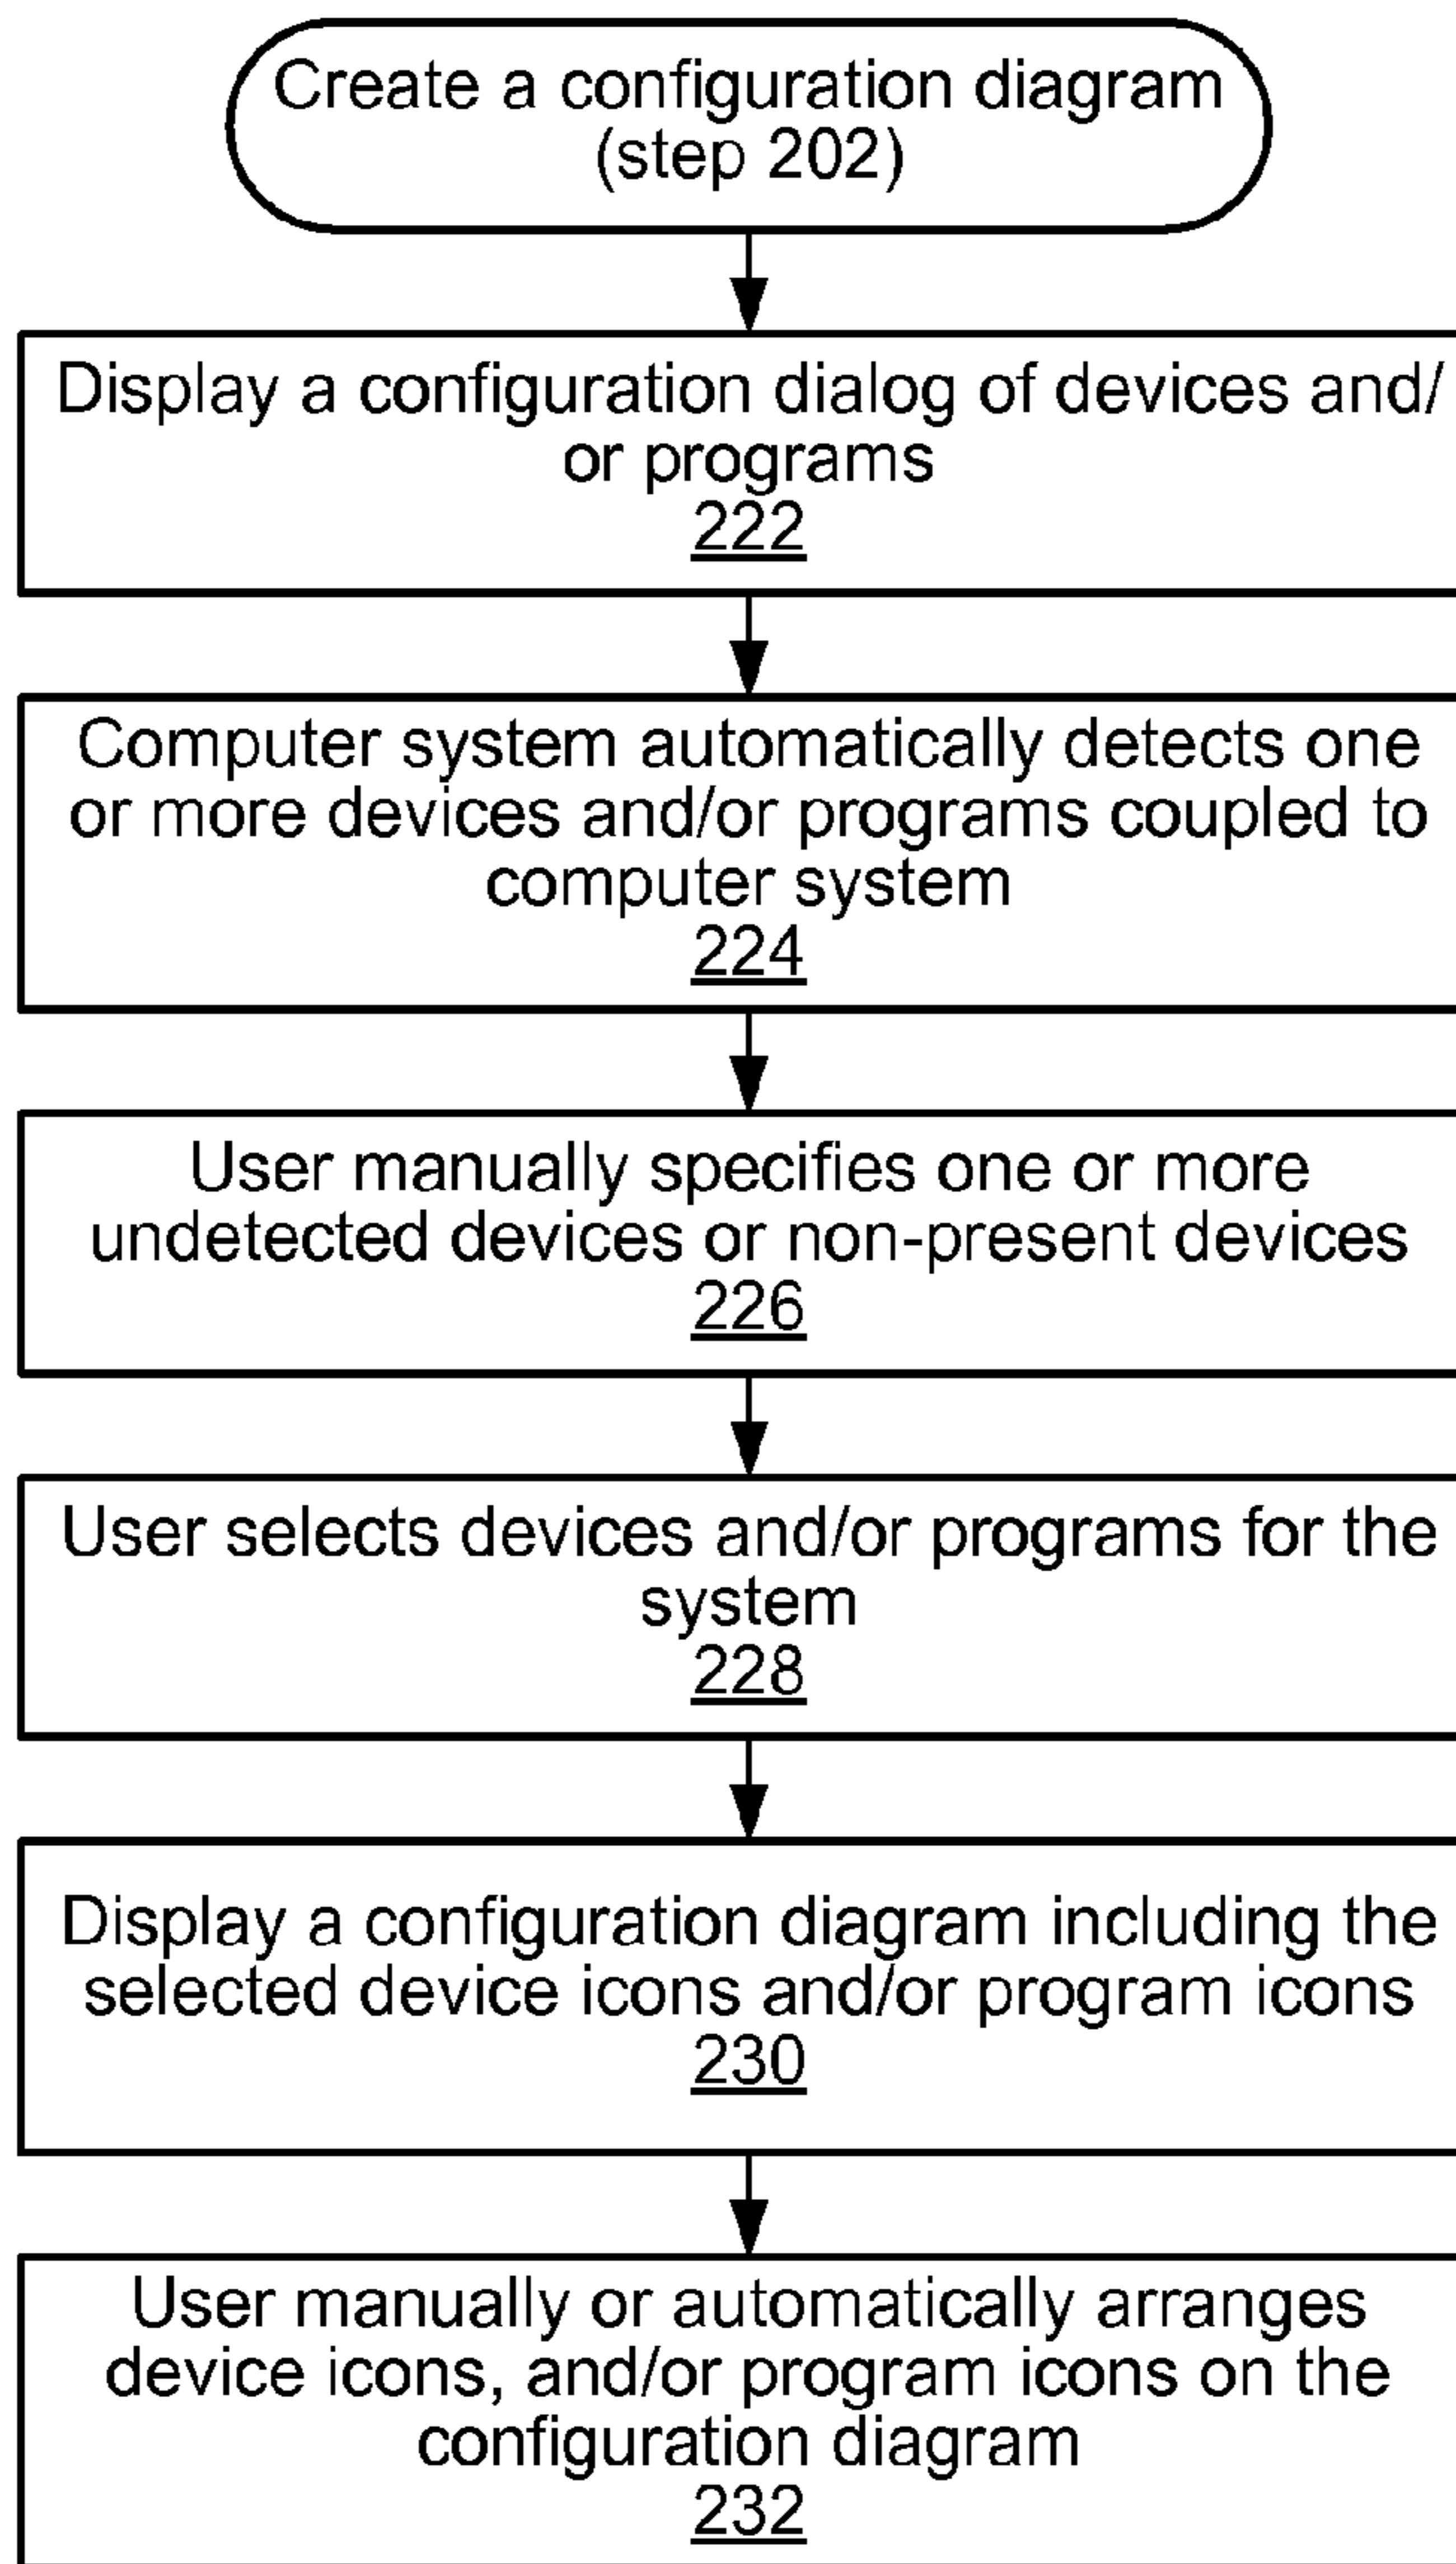 Create a configuration diagram
(step 202)
Display a configuration dialog of devices and/
or programs
222
Computer system automatically detects one
or more devices and/or programs coupled to
computer system
224
User manually specifies one or more
undetected devices or non-present devices
226
User selects devices and/or programs for the
system
228
Display a configuration diagram including the
selected device icons and/or program icons
230
User manually or automatically arranges
device icons, and/or program icons on the
configuration diagram
232